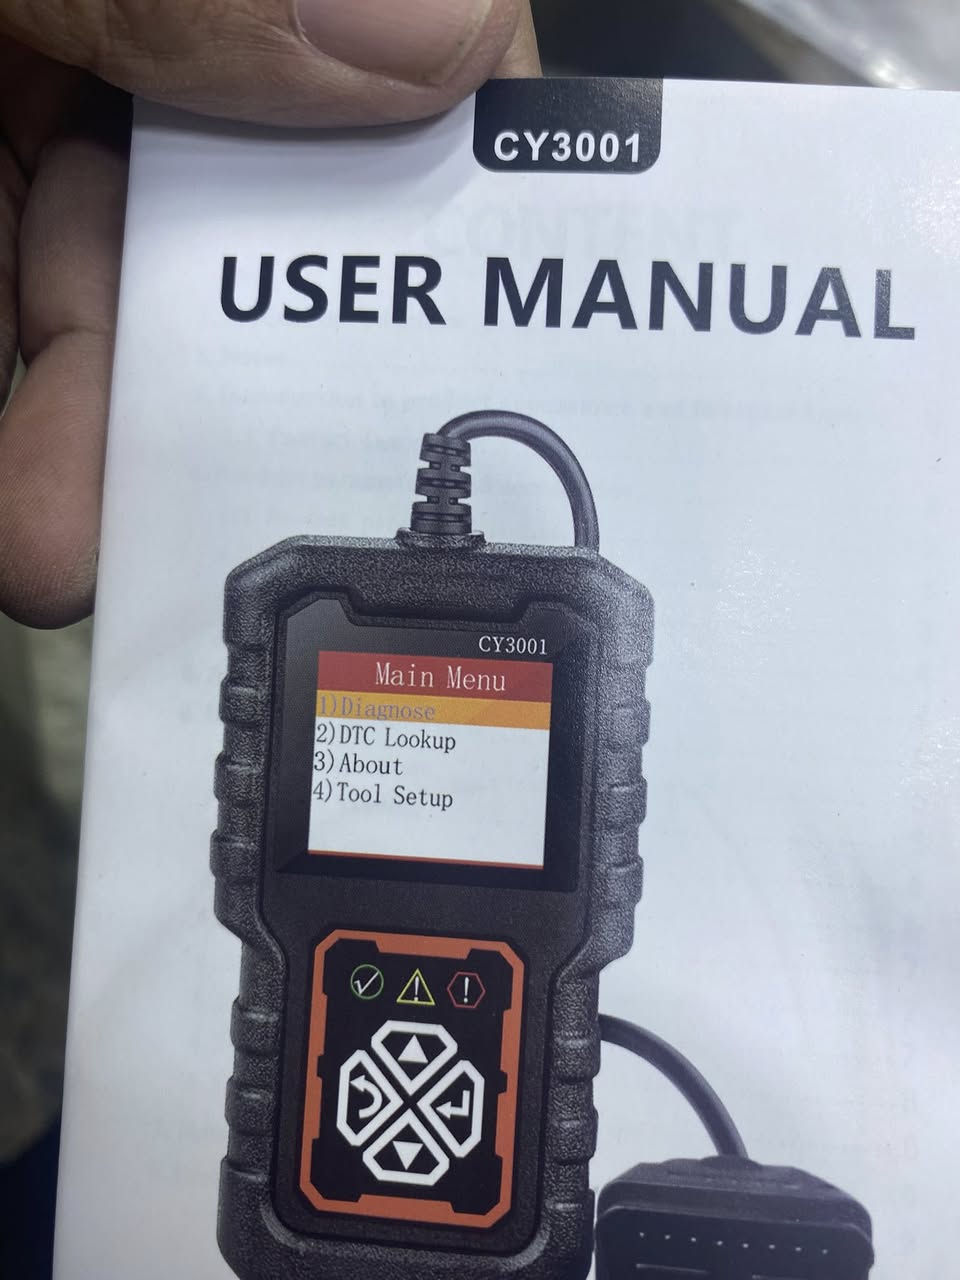 CY3001
USER MANUAL
CY3001
Main Menu
1)Diagnose
2)DTC Lookup
3)About
4)Tool Setup